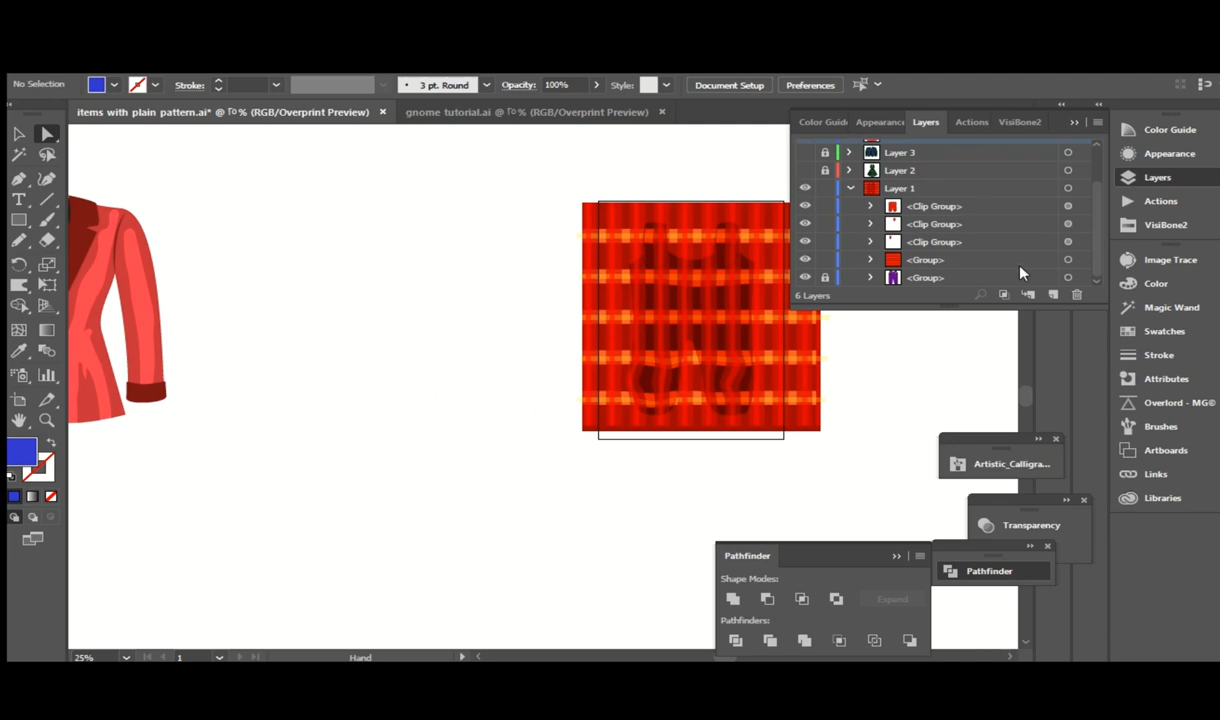 No Selection Stroke: 3 pt. Round Opacity: 100% Style: Document Setup Preferences
items with plain pattern.ai* @ % (RGB/Overprint Preview) × gnome tutorial.ai @ % (RGB/Overprint Preview) ×
Color Guid Appearanc Layers Actions VisiBone2
Layer 3
Layer 2
Layer 1
<Clip Group>
<Clip Group>
<Clip Group>
<Group>
<Group>
6 Layers
Color Guide
Appearance
Layers
Actions
VisiBone2
Image Trace
Color
Magic Wand
Swatches
Stroke
Attributes
Overlord - MG©
Brushes
Artboards
Links
Libraries
Artistic_Calligra...
Transparency
Pathfinder
Pathfinder
Shape Modes:
Expand
Pathfinders:
25% 1 Hand